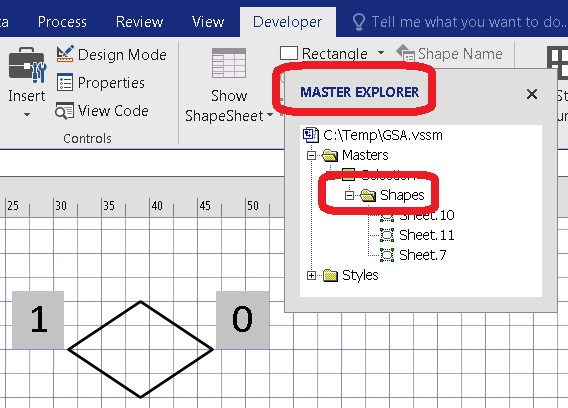 ta Process Review View Developer Tell me what you want to do...
Insert
Design Mode
Properties
View Code
Controls
Show
ShapeSheet
Rectangle
Shape Name
MASTER EXPLORER
C:\Temp\GSA.vssm
Masters
Shapes
Sheet.10
Sheet.11
Sheet.7
Styles
25 30 35 40 45 50
1 0